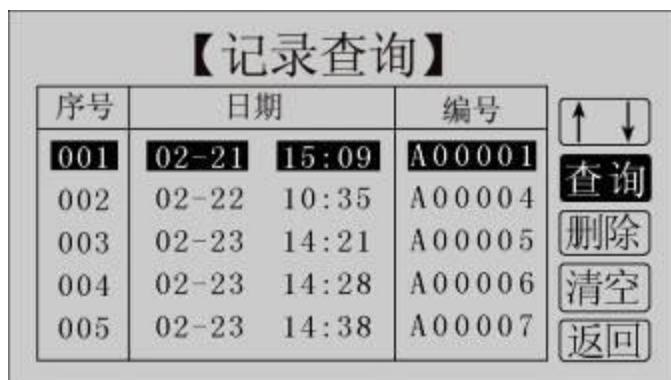 【记录查询】
序号 日期 编号
↑ ↓
001 02-21 15:09 A00001
查询
002 02-22 10:35 A00004
删除
003 02-23 14:21 A00005
清空
004 02-23 14:28 A00006
返回
005 02-23 14:38 A00007